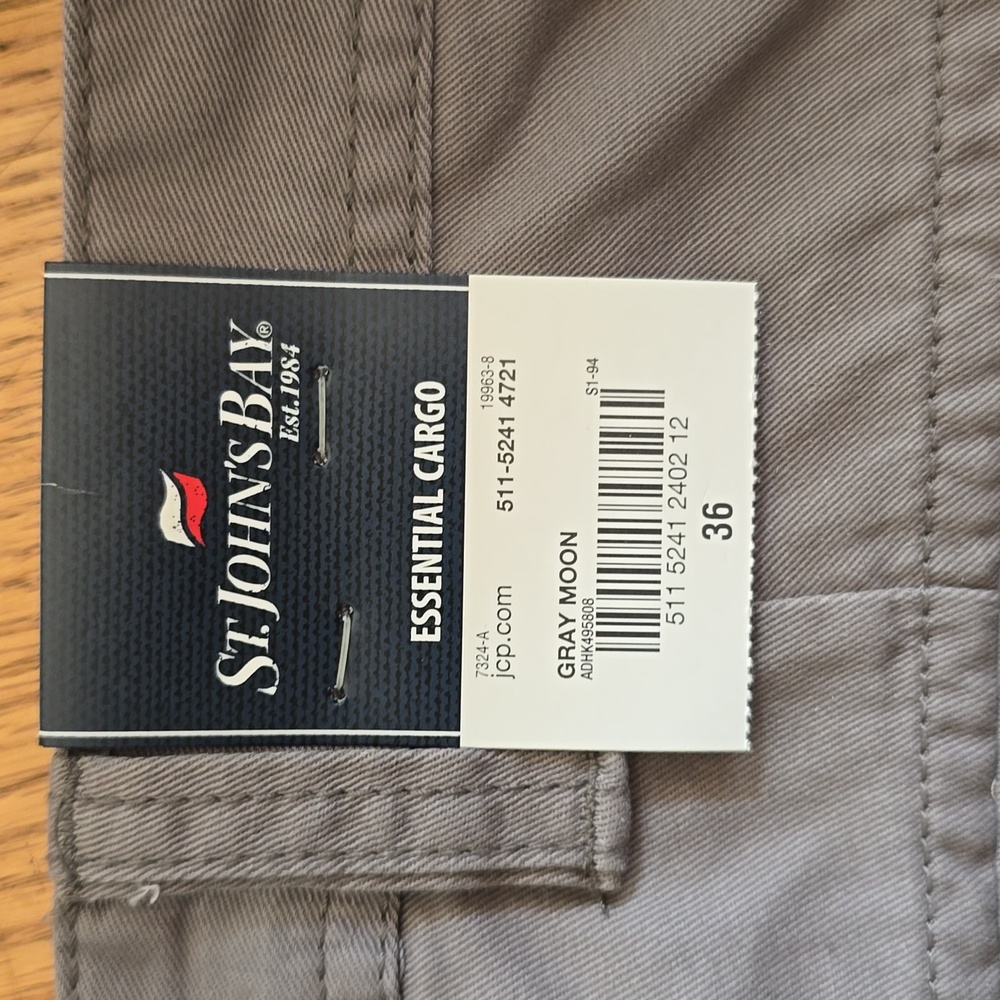 ST. JOHN'S BAY®
Est. 1984
ESSENTIAL CARGO
7324-A 19963-8
jcp.com 511-5241 4721
GRAY MOON
ADHK495808 S1-94
511 5241 2402 12
36